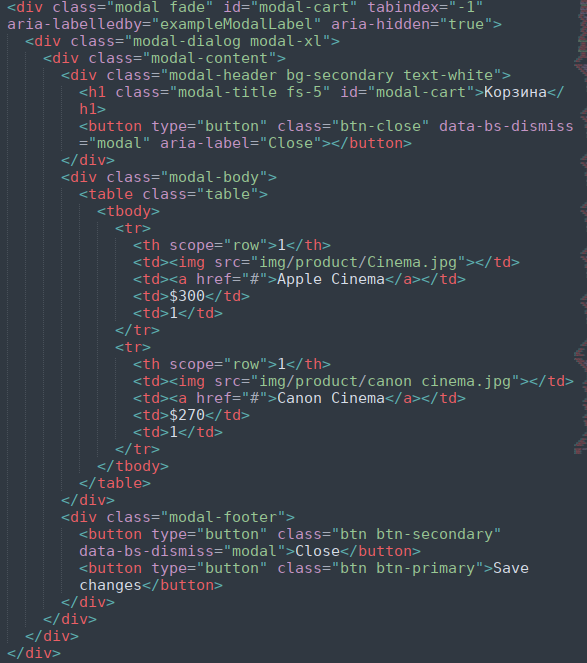 <div class="modal fade" id="modal-cart" tabindex="-1"
aria-labelledby="exampleModalLabel" aria-hidden="true">
<div class="modal-dialog modal-xl">
<div class="modal-content">
<div class="modal-header bg-secondary text-white">
<h1 class="modal-title fs-5" id="modal-cart">Корзина</
h1>
<button type="button" class="btn-close" data-bs-dismiss
="modal" aria-label="Close"></button>
</div>
<div class="modal-body">
<table class="table">
<tbody>
<tr>
<th scope="row">1</th>
<td><img src="img/product/Cinema.jpg"></td>
<td><a href="#">Apple Cinema</a></td>
<td>$300</td>
<td>1</td>
</tr>
<tr>
<th scope="row">1</th>
<td><img src="img/product/canon cinema.jpg"></td>
<td><a href="#">Canon Cinema</a></td>
<td>$270</td>
<td>1</td>
</tr>
</tbody>
</table>
</div>
<div class="modal-footer">
<button type="button" class="btn btn-secondary"
data-bs-dismiss="modal">Close</button>
<button type="button" class="btn btn-primary">Save
changes</button>
</div>
</div>
</div>
</div>